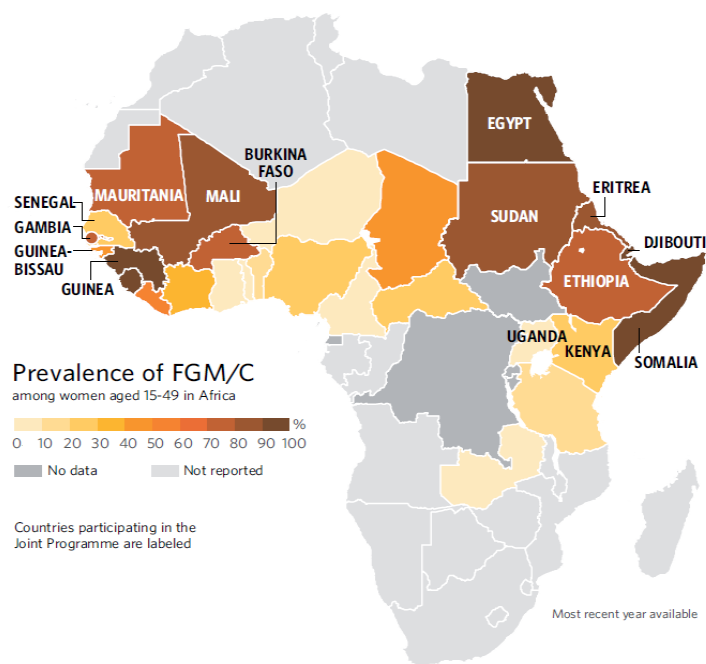 EGYPT
BURKINA
FASO
MAURITANIA
MALI
ERITREA
SENEGAL
SUDAN
GAMBIA
DJIBOUTI
GUINEA-
BISSAU
ETHIOPIA
GUINEA
UGANDA
KENYA
SOMALIA
Prevalence of FGM/C
among women aged 15-49 in Africa
%
0 10 20 30 40 50 60 70 80 90 100
No data Not reported
Countries participating in the
Joint Programme are labeled
Most recent year available